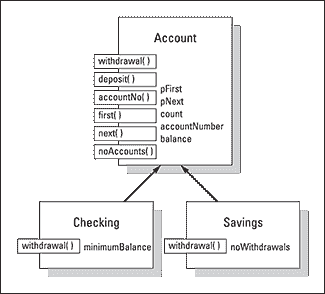 Account
withdrawal( )
deposit( )
accountNo( )
first( )
next( )
noAccounts( )
pFirst
pNext
count
accountNumber
balance
Checking
withdrawal( )
minimumBalance
Savings
withdrawal( )
noWithdrawals